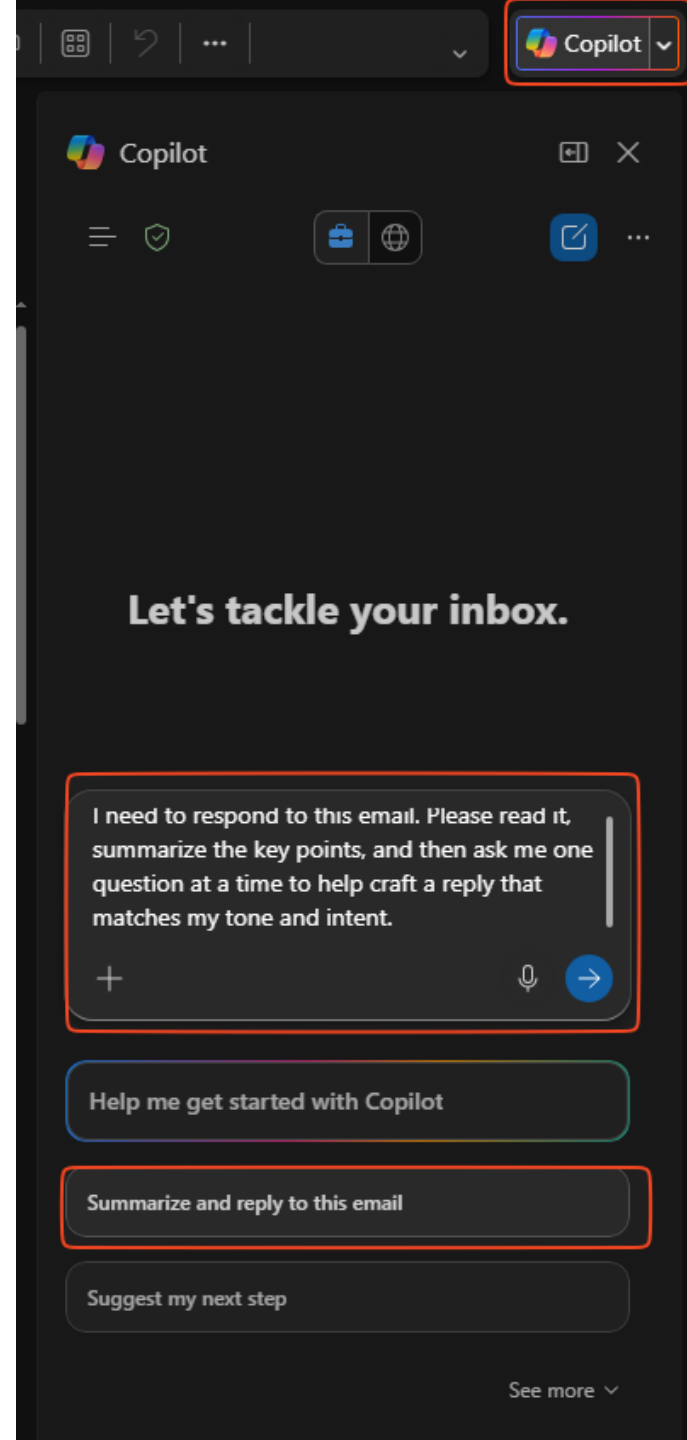 Copilot
Copilot
Let's tackle your inbox.
I need to respond to this email. Please read it,
summarize the key points, and then ask me one
question at a time to help craft a reply that
matches my tone and intent.
Help me get started with Copilot
Summarize and reply to this email
Suggest my next step
See more